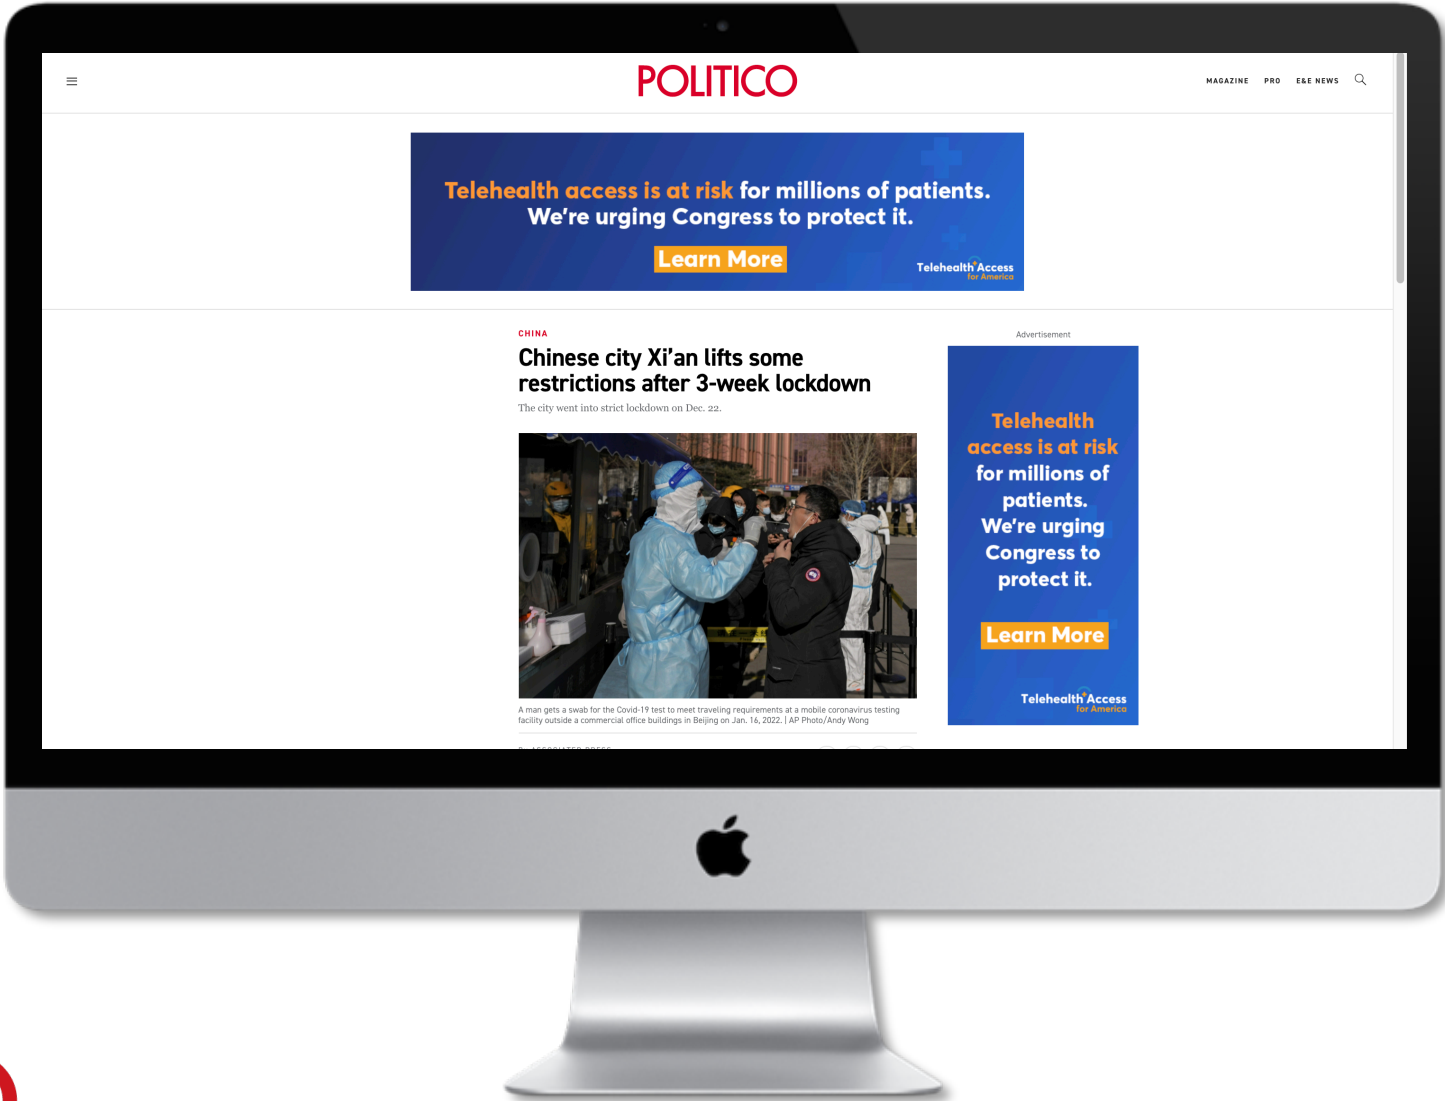 POLITICO
MAGAZINE PRO E&E NEWS
Telehealth access is at risk for millions of patients.
We're urging Congress to protect it.
Learn More
Telehealth Access
for America
CHINA
Chinese city Xi'an lifts some
restrictions after 3-week lockdown
The city went into strict lockdown on Dec. 22.
A man gets a swab for the Covid-19 test to meet traveling requirements at a mobile coronavirus testing
facility outside a commercial office buildings in Beijing on Jan. 16, 2022. | AP Photo/Andy Wong
Advertisement
Telehealth
access is at risk
for millions of
patients.
We're urging
Congress to
protect it.
Learn More
Telehealth Access
for America